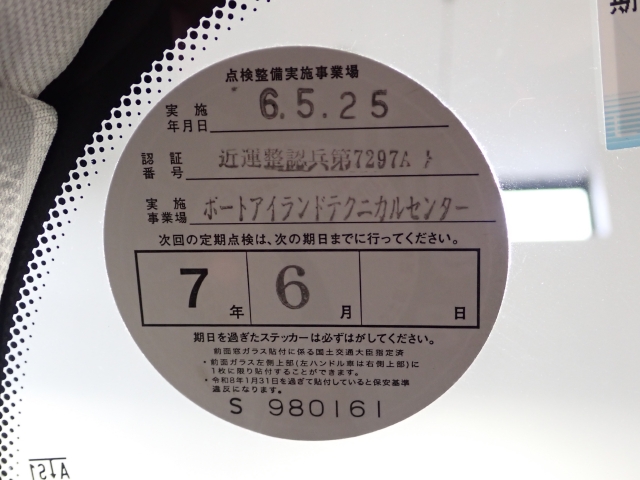 点検整備実施事業場
実施年月日 6.5.25
認証番号 近運整認兵第7297A
実施事業場 ポートアイランドテクニカルセンター
次回の定期点検は、次の期日までに行ってください。
7年 6月 日
期日を過ぎたステッカーは必ずはがしてください。
前面窓ガラス貼付に係る国土交通大臣指定済
・前面ガラス左側上部(左ハンドル車は右側上部)に
1枚に限り貼付することができます。
・令和8年1月31日を過ぎて貼付していると保安基準
違反になります。
S 980161
期